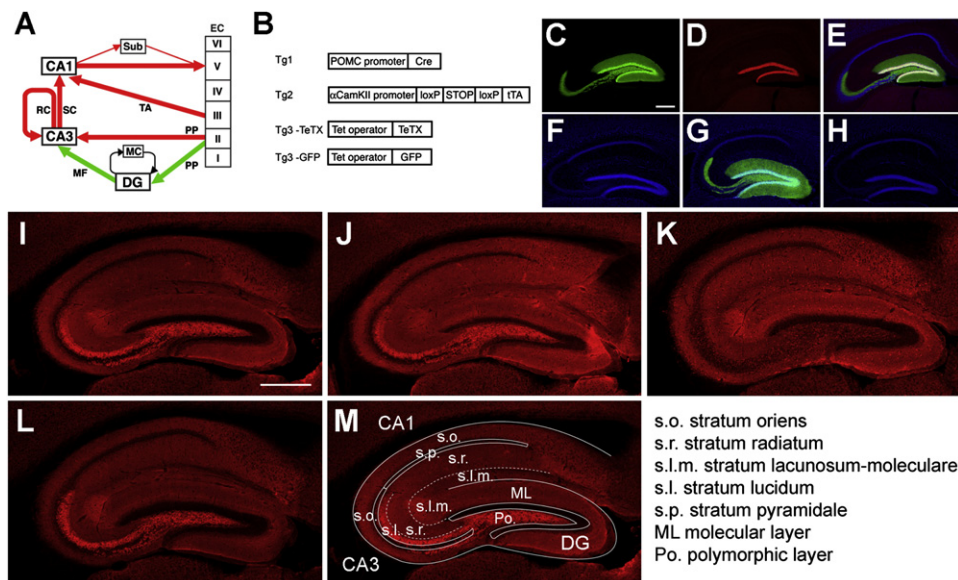 A
EC
VI
V
IV
III
II
I
Sub
CA1
RC
SC
TA
PP
CA3
MC
MF
PP
DG
B
Tg1
POMC promoter Cre
Tg2
αCamKII promoter loxP STOP loxP tTA
Tg3 -TeTX
Tet operator TeTX
Tg3 -GFP
Tet operator GFP
C
D
E
F
G
H
I
J
K
L
M
CA1
s.o.
s.p.
s.r.
s.l.m.
s.l.m.
ML
s.o.
s.l.
s.r.
Po.
DG
CA3
s.o. stratum oriens
s.r. stratum radiatum
s.l.m. stratum lacunosum-moleculare
s.l. stratum lucidum
s.p. stratum pyramidale
ML molecular layer
Po. polymorphic layer